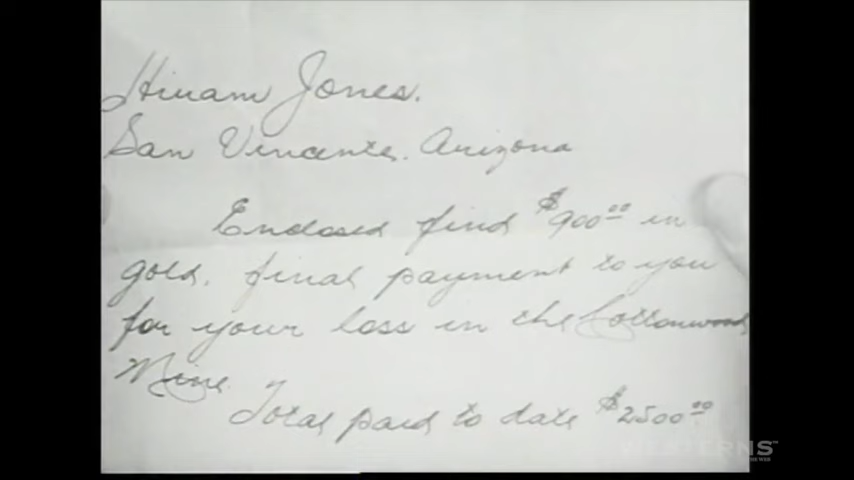 Hiram Jones.
San Vincente, Arizona
Enclosed find $900.00 in
gold, final payment to you
for your loss in the Cottonwood
Mine.
Total paid to date $2500.00
WESTERNS™